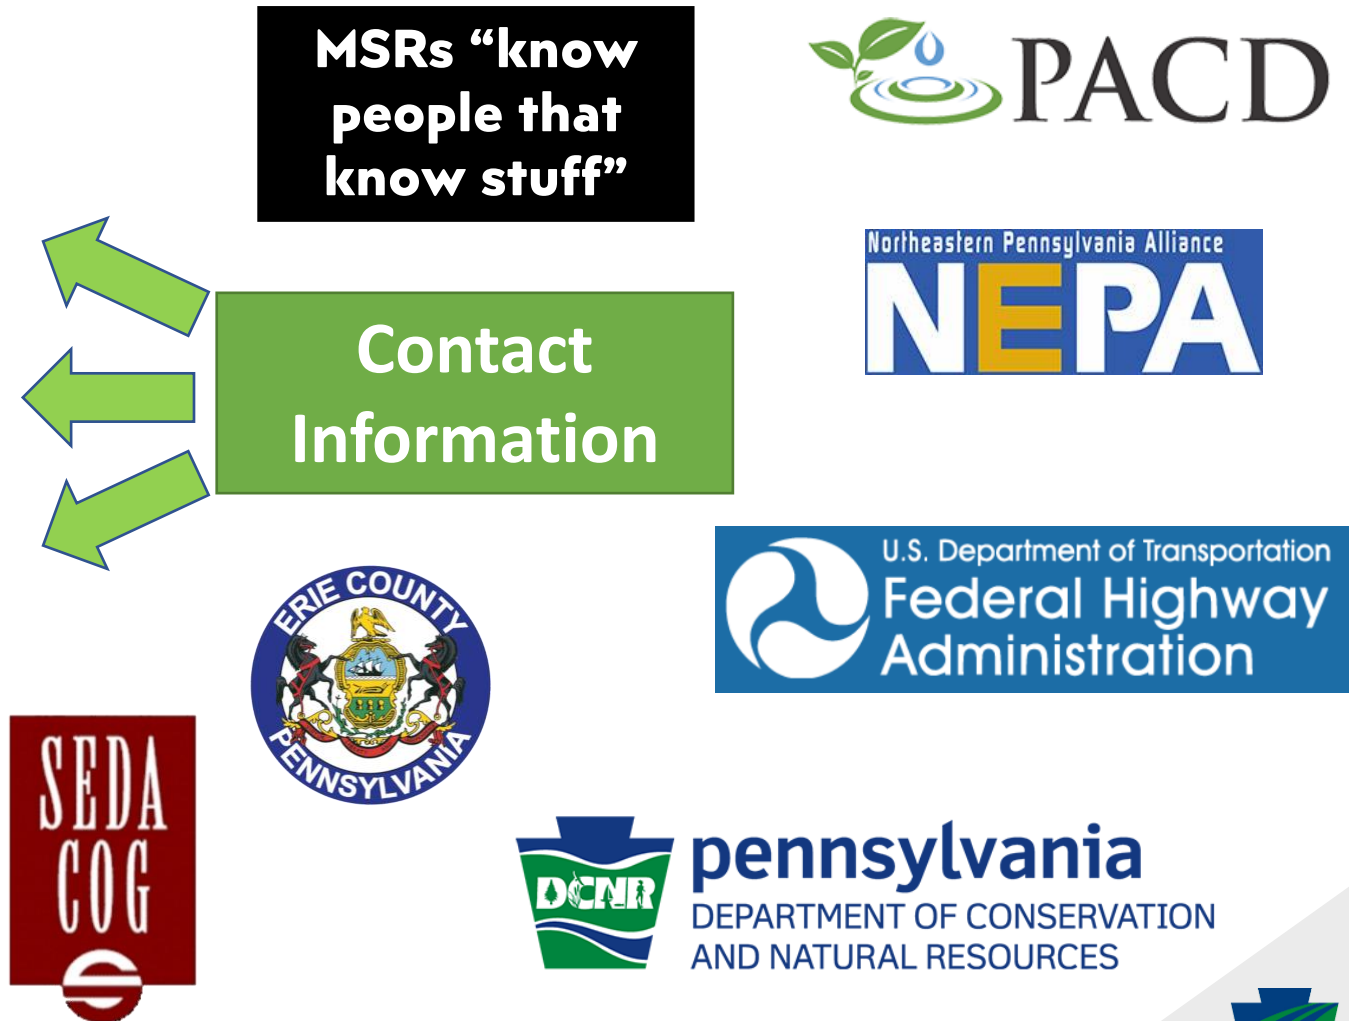 MSRs “know
people that
know stuff”
PACD
Northeastern Pennsylvania Alliance
NEPA
Contact
Information
U.S. Department of Transportation
Federal Highway
Administration
ERIE COUNTY
PENNSYLVANIA
SEDA
COG
DCNR
pennsylvania
DEPARTMENT OF CONSERVATION
AND NATURAL RESOURCES